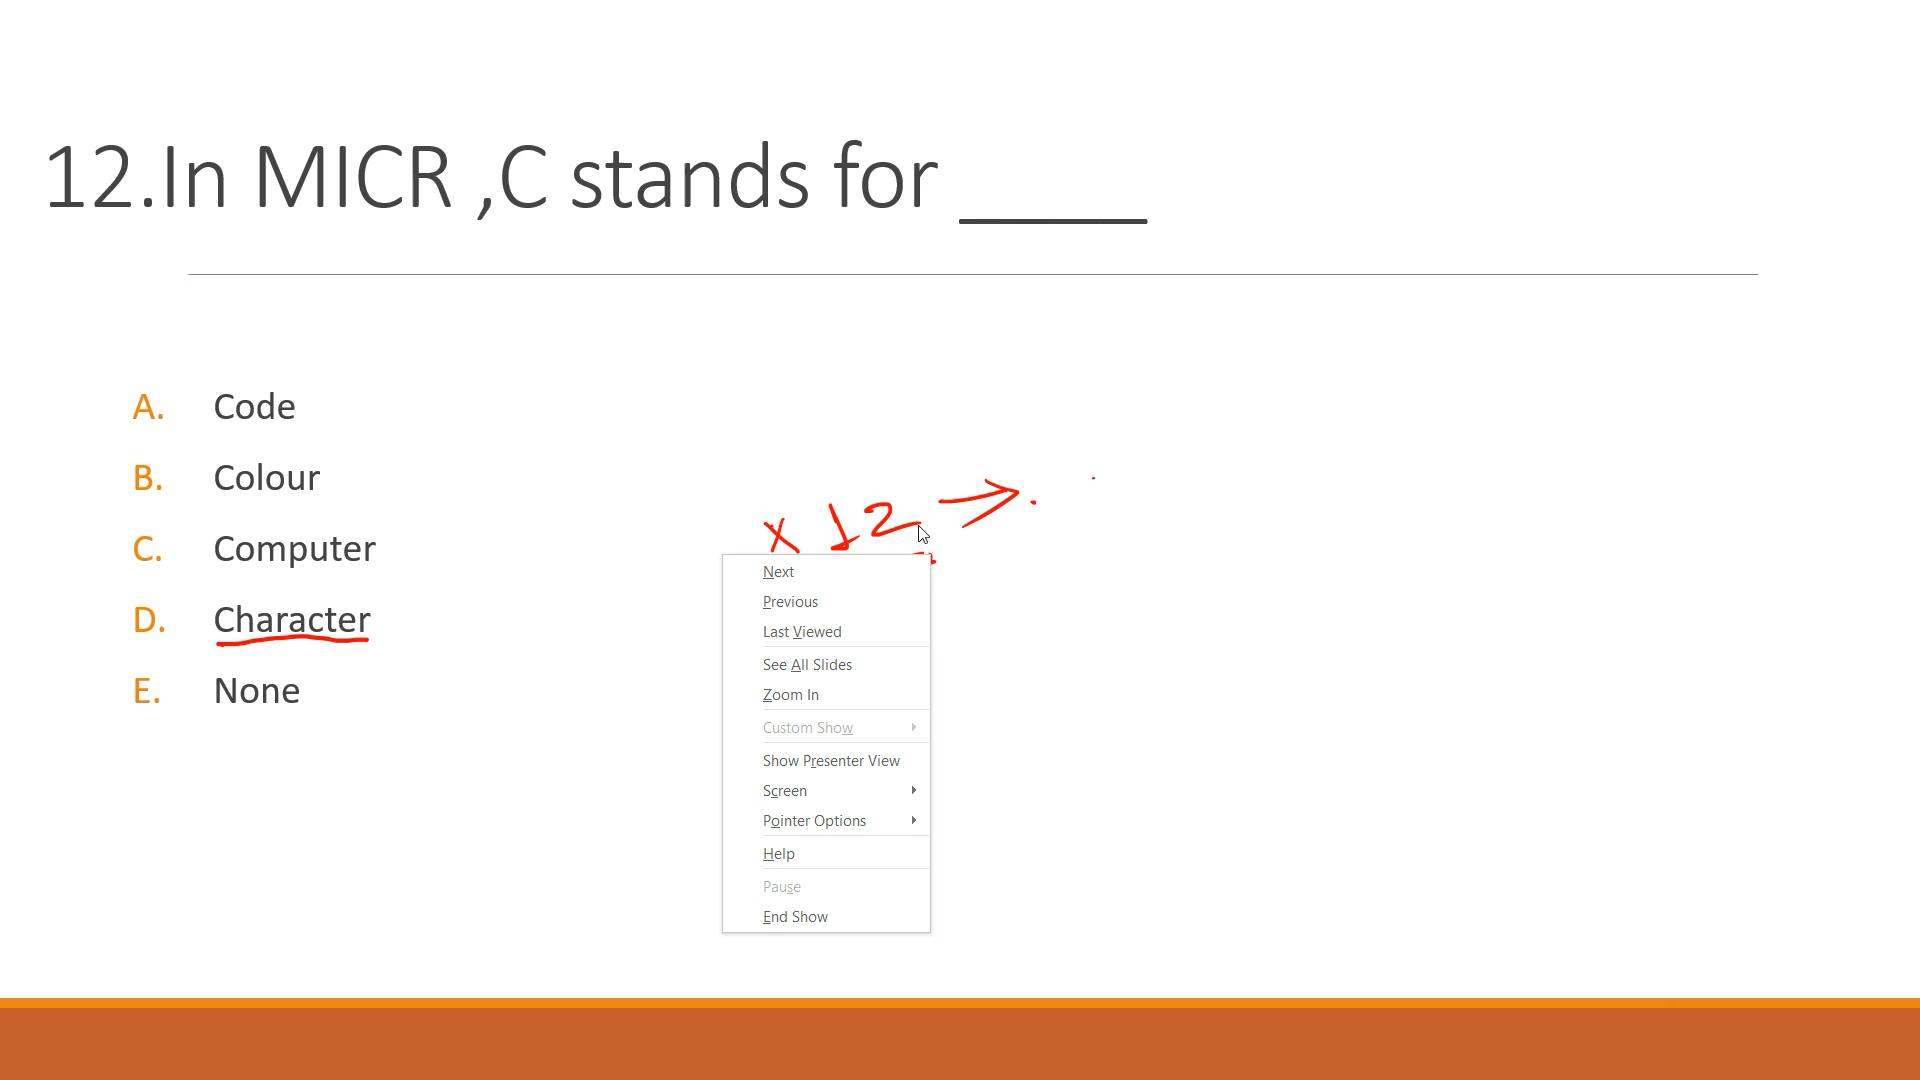 12.In MICR ,C stands for _____
A. Code
B. Colour
C. Computer
D. Character
E. None
x 12 →
Next
Previous
Last Viewed
See All Slides
Zoom In
Custom Show
Show Presenter View
Screen
Pointer Options
Help
Pause
End Show